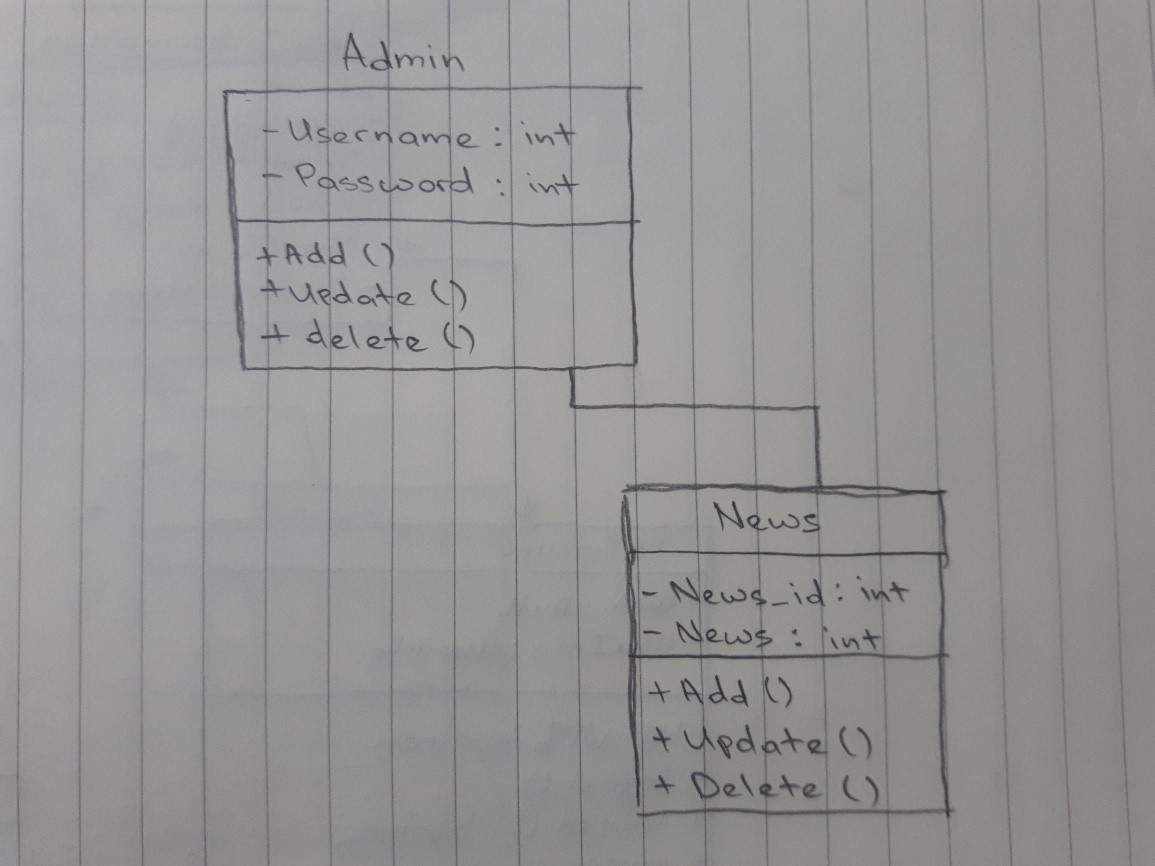 Admin
- Username : int
- Password : int
+ Add ()
+ Update ()
+ delete ()
News
- News_id : int
- News : int
+ Add ()
+ Update ()
+ Delete ()